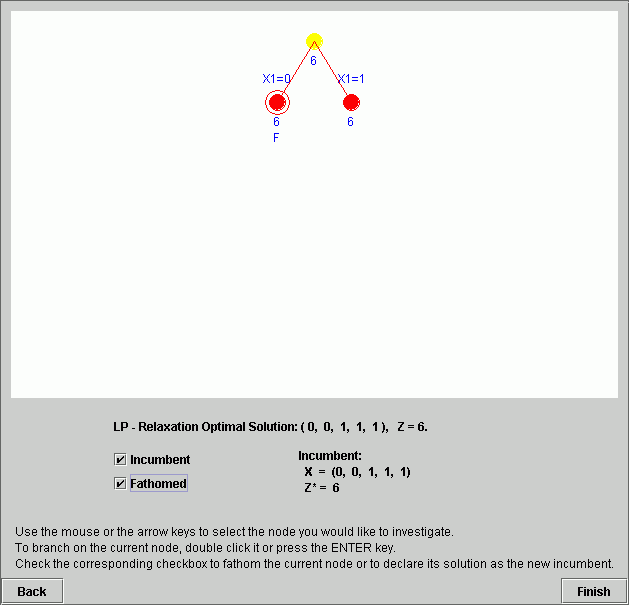 6
X1=0 X1=1
6 6
F
LP - Relaxation Optimal Solution: ( 0, 0, 1, 1, 1 ), Z = 6.
Incumbent
Fathomed
Incumbent:
X = (0, 0, 1, 1, 1)
Z* = 6
Use the mouse or the arrow keys to select the node you would like to investigate.
To branch on the current node, double click it or press the ENTER key.
Check the corresponding checkbox to fathom the current node or to declare its solution as the new incumbent.
Back Finish